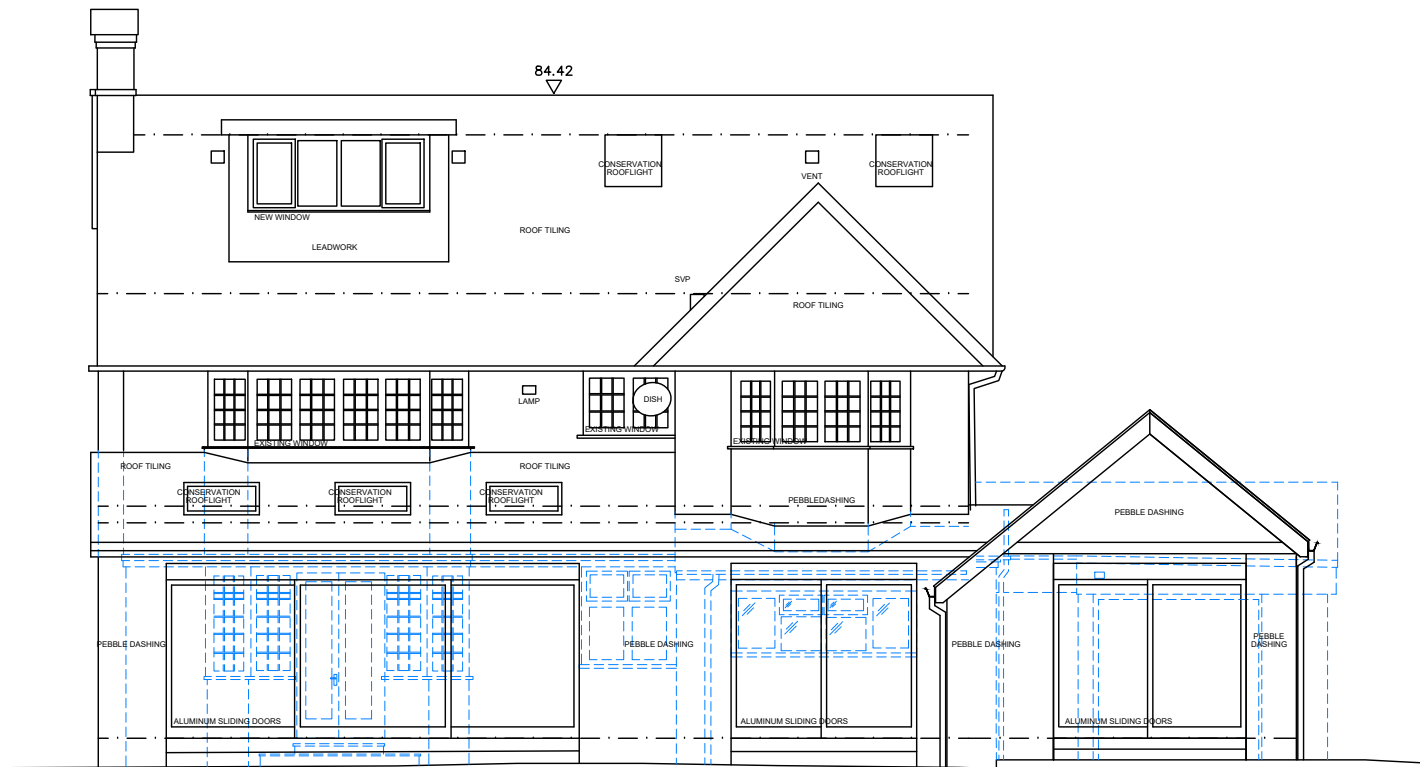 84.42
CONSERVATION
ROOFLIGHT
CONSERVATION
ROOFLIGHT
VENT
NEW WINDOW
ROOF TILING
LEADWORK
SVP
ROOF TILING
LAMP
DISH
EXISTING WINDOW
EXISTING WINDOW
EXISTING WINDOW
ROOF TILING
ROOF TILING
CONSERVATION
ROOFLIGHT
CONSERVATION
ROOFLIGHT
CONSERVATION
ROOFLIGHT
PEBBLEDASHING
PEBBLE DASHING
PEBBLE DASHING
PEBBLE DASHING
PEBBLE DASHING
PEBBLE
DASHING
ALUMINUM SLIDING DOORS
ALUMINUM SLIDING DOORS
ALUMINUM SLIDING DOORS